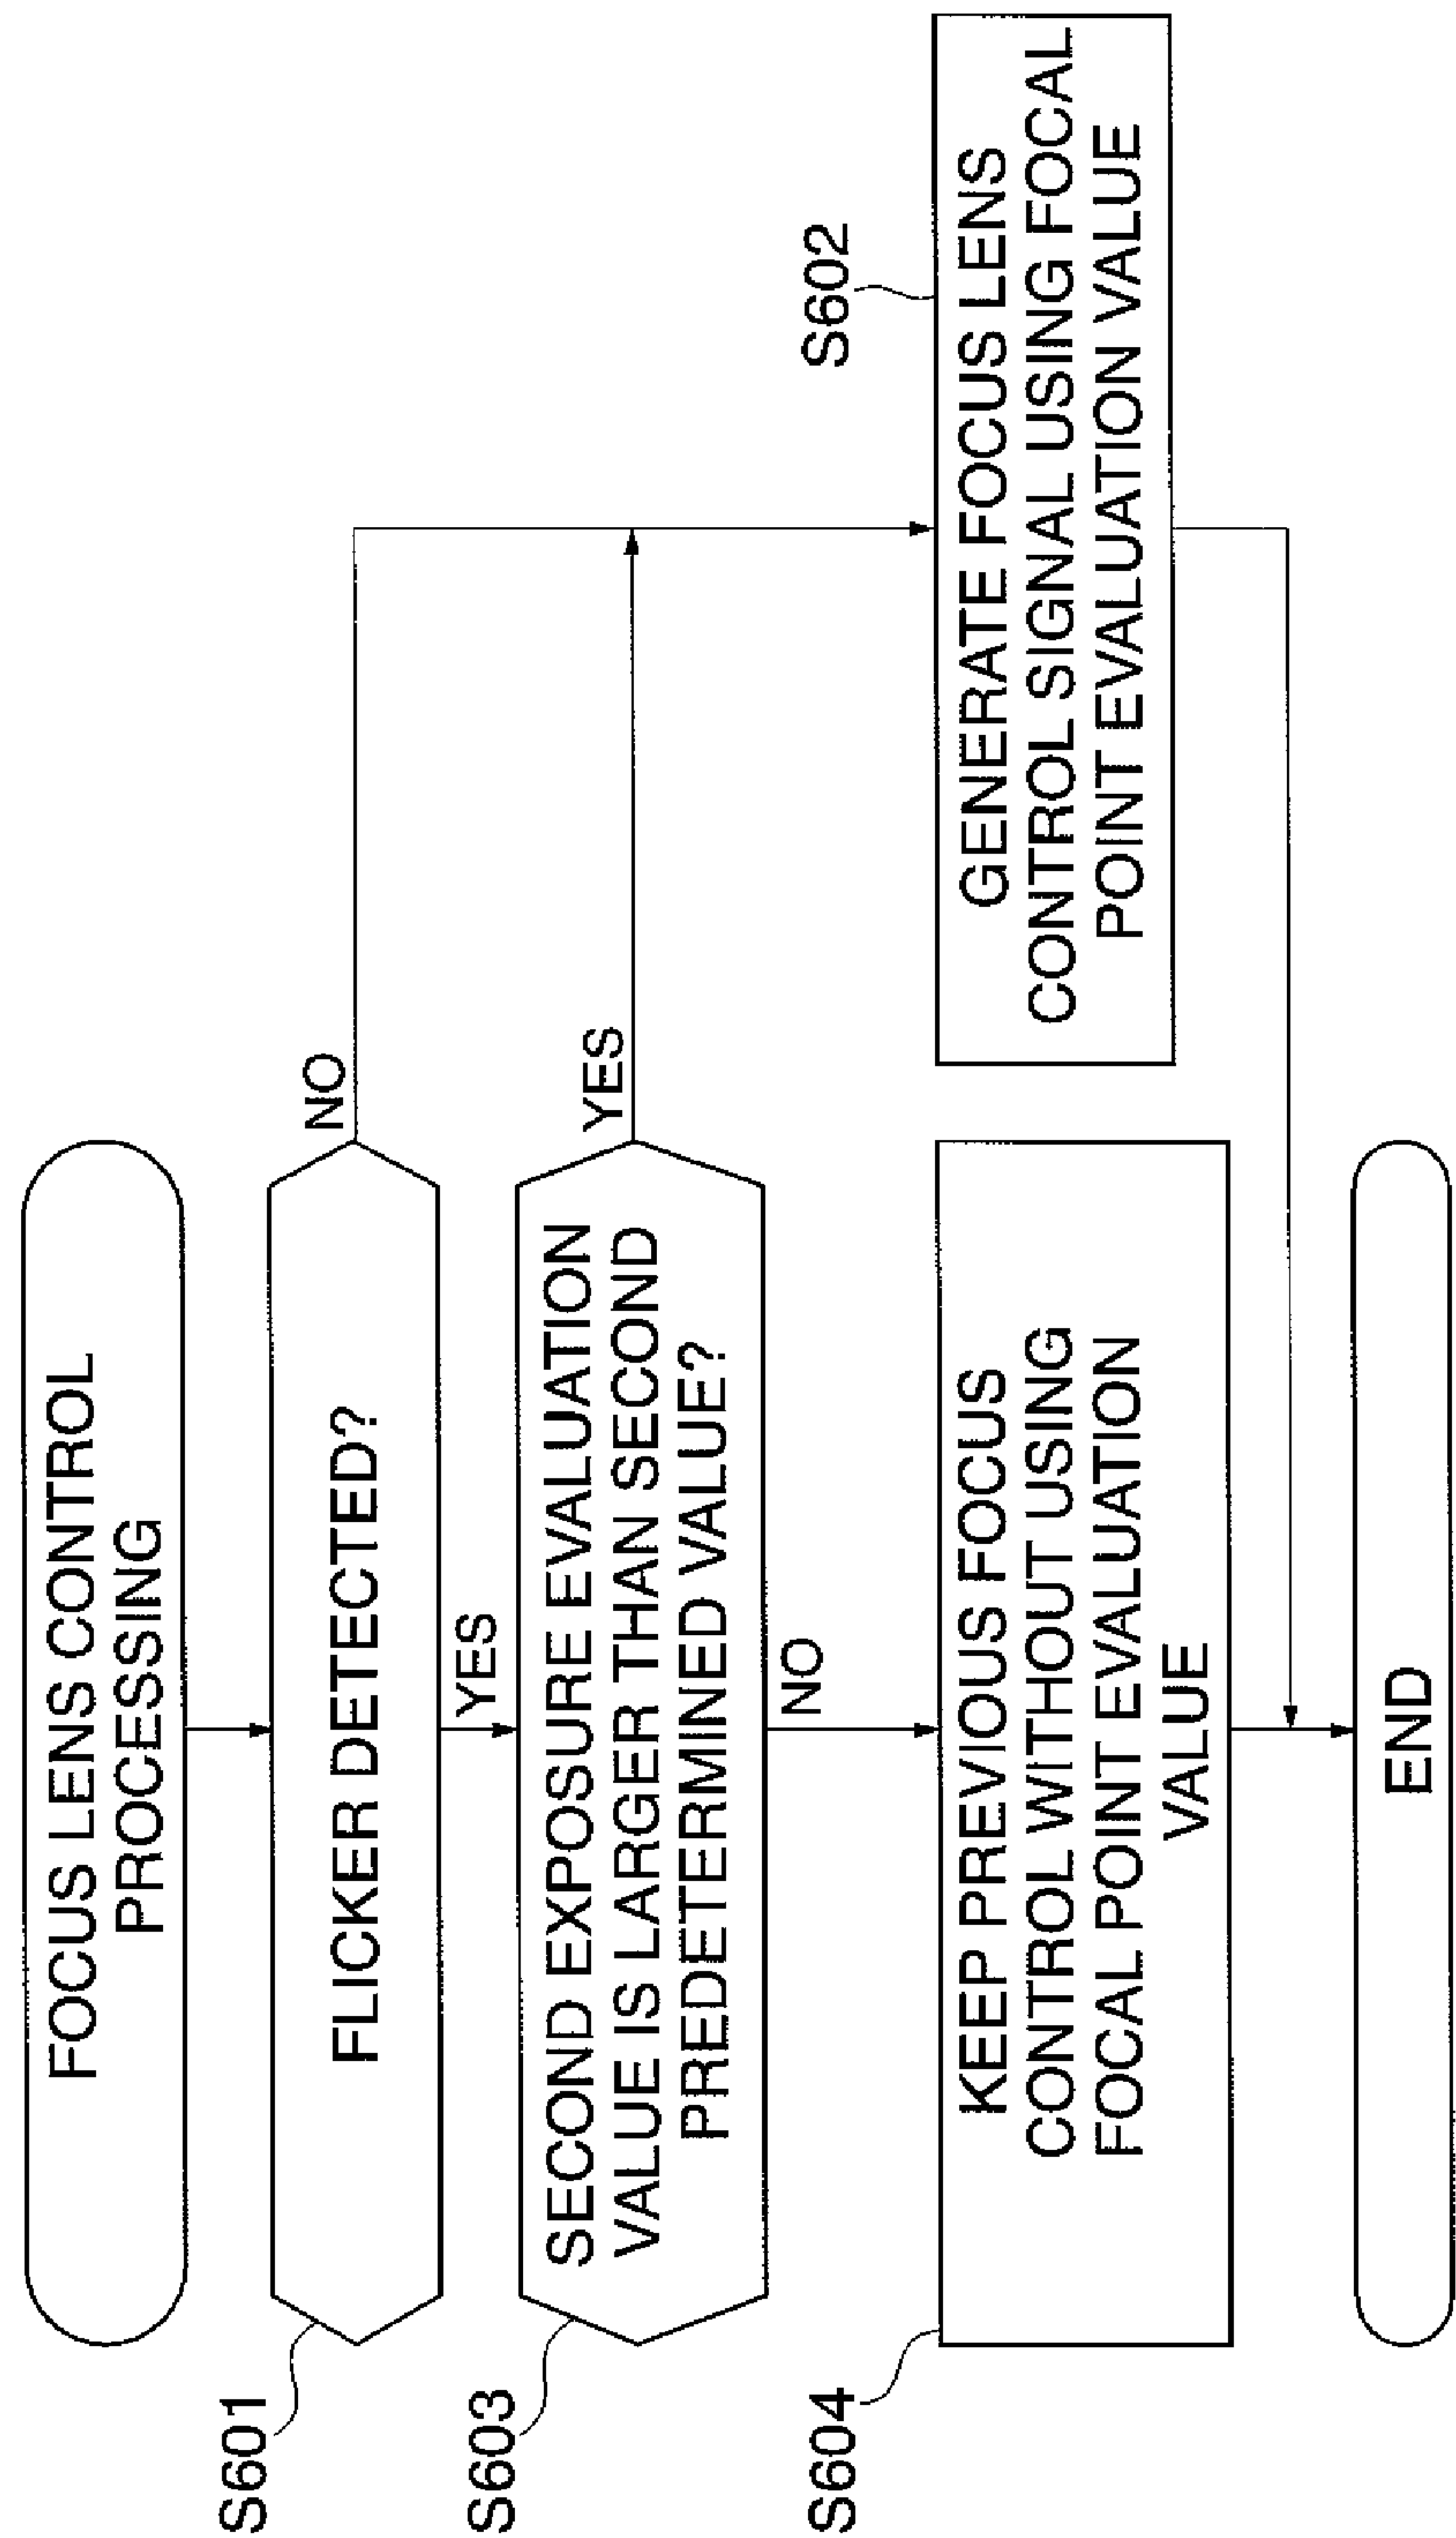 FOCUS LENS CONTROL
PROCESSING
S601
FLICKER DETECTED?
NO
YES
S603
SECOND EXPOSURE EVALUATION
VALUE IS LARGER THAN SECOND
PREDETERMINED VALUE?
YES
NO
S602
GENERATE FOCUS LENS
CONTROL SIGNAL USING FOCAL
POINT EVALUATION VALUE
S604
KEEP PREVIOUS FOCUS
CONTROL WITHOUT USING
FOCAL POINT EVALUATION
VALUE
END